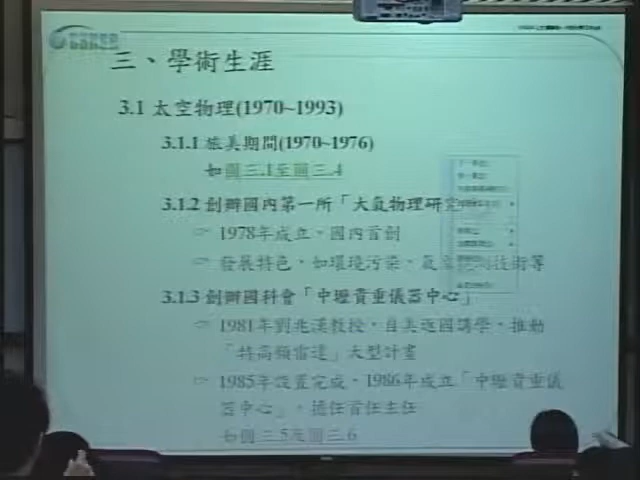 三、學術生涯
3.1 太空物理(1970~1993)
3.1.1 旅美期間(1970~1976)
如圖三.1至圖三.4
3.1.2 創辦國內第一所「大氣物理研究
☞ 1978年成立，國內首創
☞ 發展特色，如環境污染、技術等
3.1.3 創辦國科會「中壢貴重儀器中心」
☞ 1981年劉兆漢教授，自美返國講學，推動
「特高頻雷達」大型計畫
☞ 1985年設置完成，1986年成立「中壢貴重儀
器中心」，擔任首任主任
如圖三.5及圖三.6